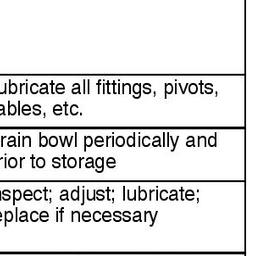 ubricate all fittings, pivots,
ables, etc.
rain bowl periodically and
rior to storage
nspect; adjust; lubricate;
eplace if necessary